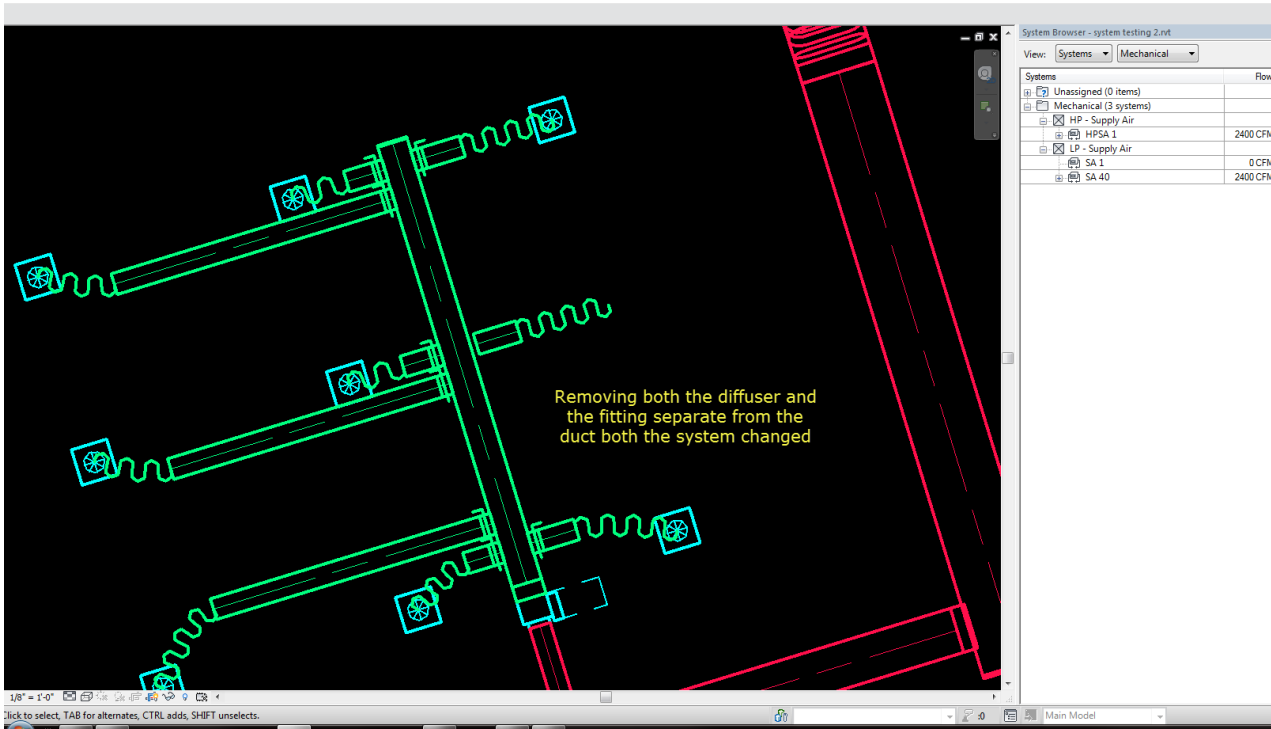 System Browser - system testing 2.rvt
View: Systems Mechanical
Systems Flow
Unassigned (0 items)
Mechanical (3 systems)
HP - Supply Air
HPSA 1 2400 CFM
LP - Supply Air
SA 1 0 CFM
SA 40 2400 CFM
Removing both the diffuser and
the fitting separate from the
duct both the system changed
1/8" = 1'-0"
Click to select, TAB for alternates, CTRL adds, SHIFT unselects. :0 Main Model